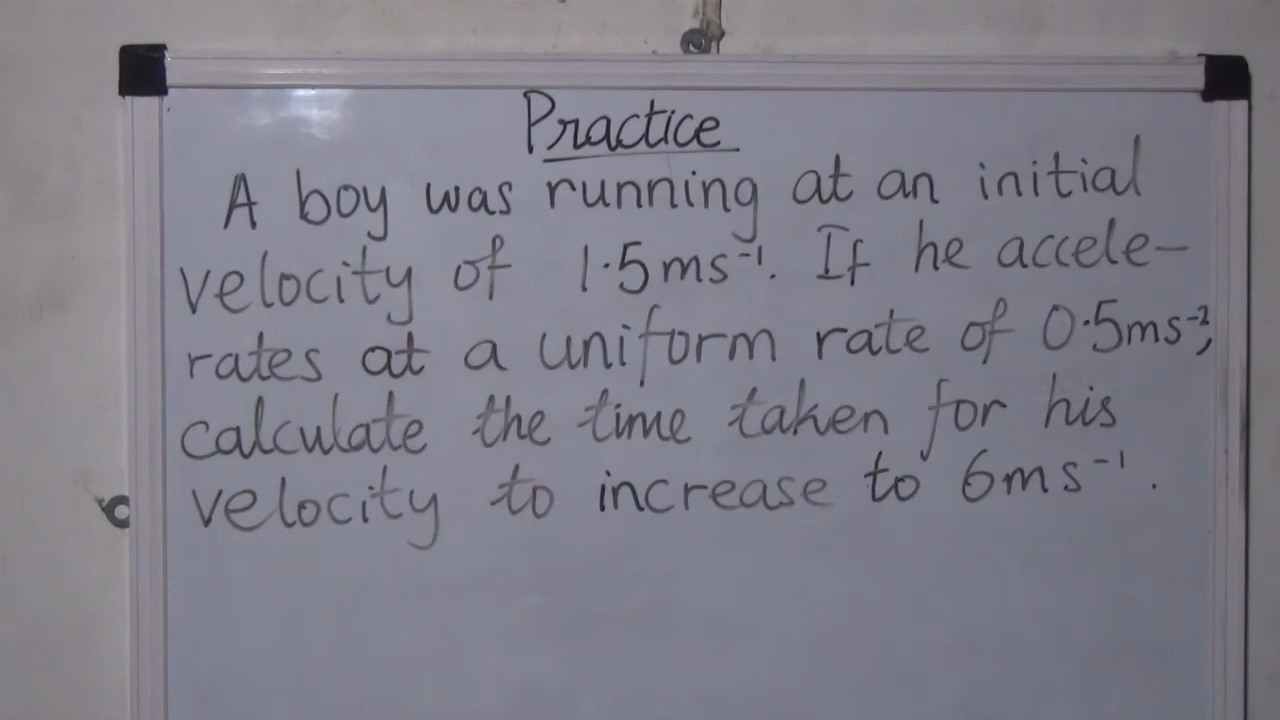 Practice
A boy was running at an initial
velocity of 1·5ms⁻¹. If he accele-
rates at a uniform rate of 0·5ms⁻²,
calculate the time taken for his
velocity to increase to 6ms⁻¹.